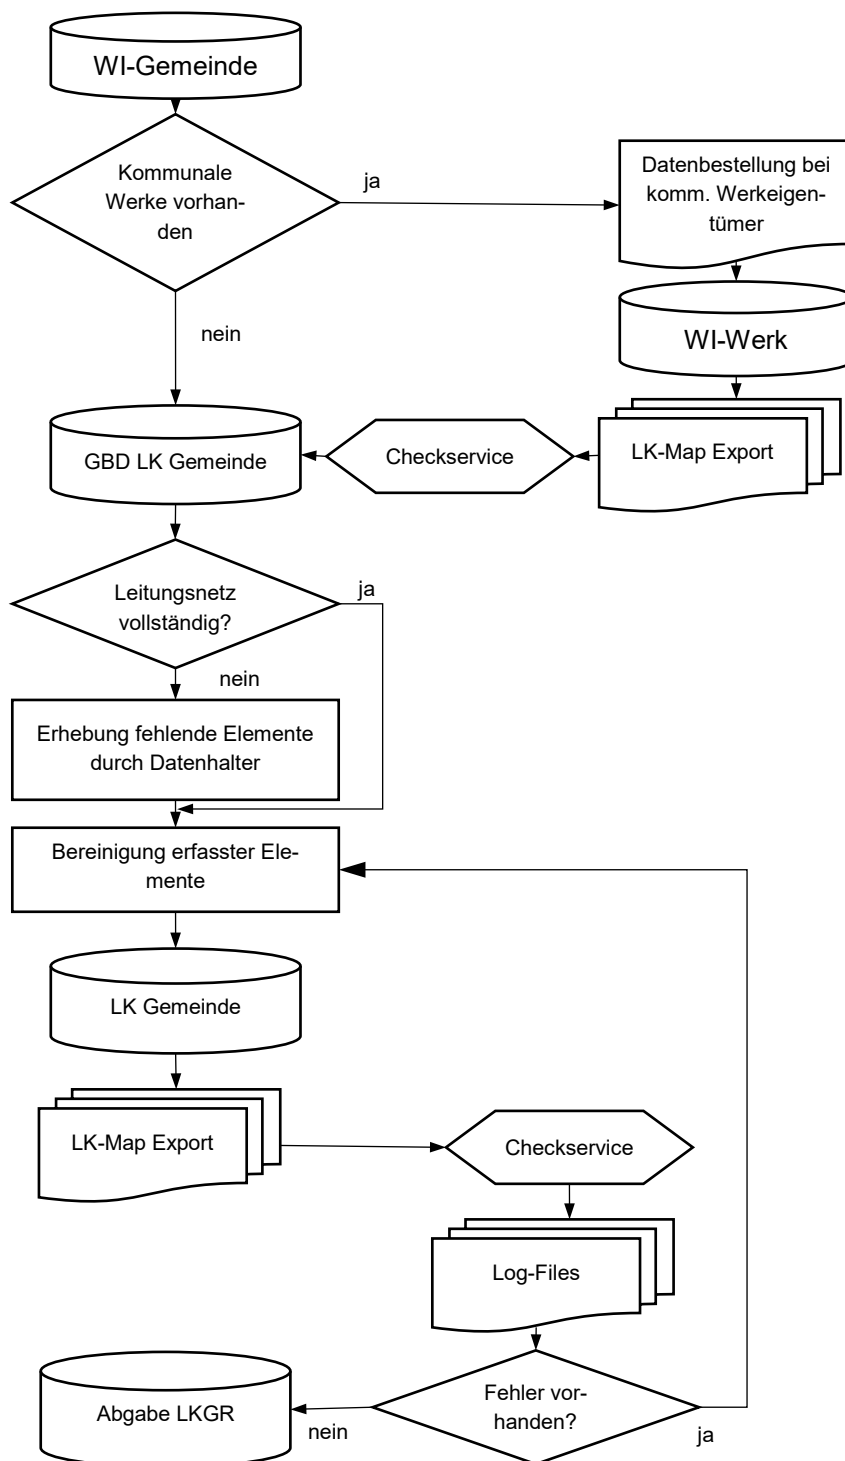 WI-Gemeinde
Kommunale
Werke vorhan-
den
ja
Datenbestellung bei
komm. Werkeigen-
tümer
nein
WI-Werk
GBD LK Gemeinde
Checkservice
LK-Map Export
Leitungsnetz
vollständig?
ja
nein
Erhebung fehlende Elemente
durch Datenhalter
Bereinigung erfasster Ele-
mente
LK Gemeinde
LK-Map Export
Checkservice
Log-Files
Fehler vor-
handen?
Abgabe LKGR
nein
ja